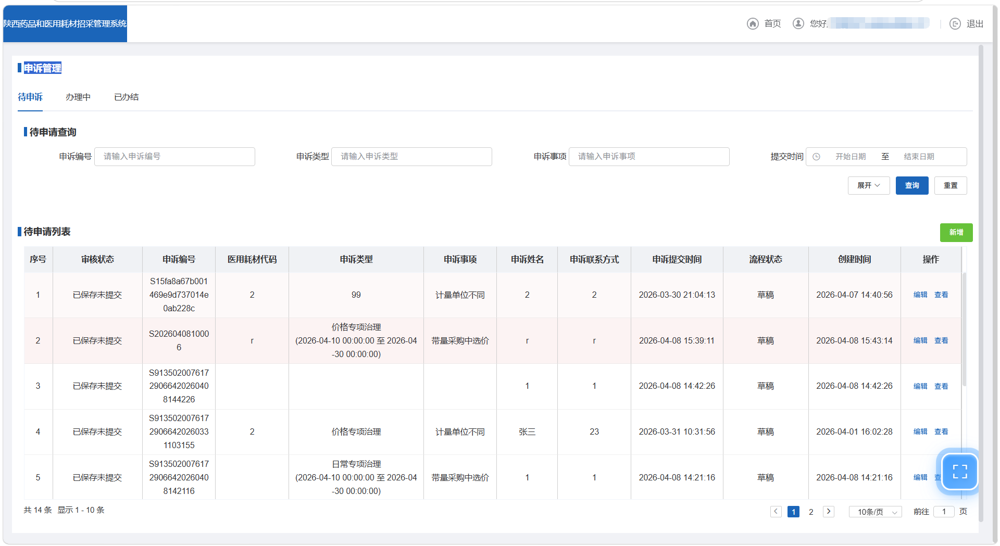 陕西药品和医用耗材招采管理系统
首页 您好, 退出
申诉管理
待申诉 办理中 已办结
待申请查询
申诉编号 请输入申诉编号 申诉类型 请输入申诉类型 申诉事项 请输入申诉事项 提交时间 开始日期 至 结束日期
展开 查询 重置
待申请列表 新增
序号 审核状态 申诉编号 医用耗材代码 申诉类型 申诉事项 申诉姓名 申诉联系方式 申诉提交时间 流程状态 创建时间 操作
S15fa8a67b001
1 已保存未提交 469e9d737014e 2 99 计量单位不同 2 2 2026-03-30 21:04:13 草稿 2026-04-07 14:40:56 编辑 查看
0ab228c
价格专项治理
S202604081000
2 已保存未提交 r (2026-04-10 00:00:00 至 2026-04 带量采购中选价 r r 2026-04-08 15:39:11 草稿 2026-04-08 15:43:14 编辑 查看
6
-30 00:00:00)
S913502007617
3 已保存未提交 2906642026040 1 1 2026-04-08 14:42:26 草稿 2026-04-08 14:42:26 编辑 查看
8144226
S913502007617
4 已保存未提交 2906642026033 2 价格专项治理 计量单位不同 张三 23 2026-03-31 10:31:56 草稿 2026-04-01 16:02:28 编辑 查看
1103155
S913502007617 日常专项治理
5 已保存未提交 2906642026040 (2026-04-10 00:00:00 至 2026-04 带量采购中选价 1 1 2026-04-08 14:21:16 草稿 2026-04-08 14:21:16 编辑 查
8142116 -30 00:00:00)
共 14 条 显示 1 - 10 条 1 2 10条/页 前往 1 页